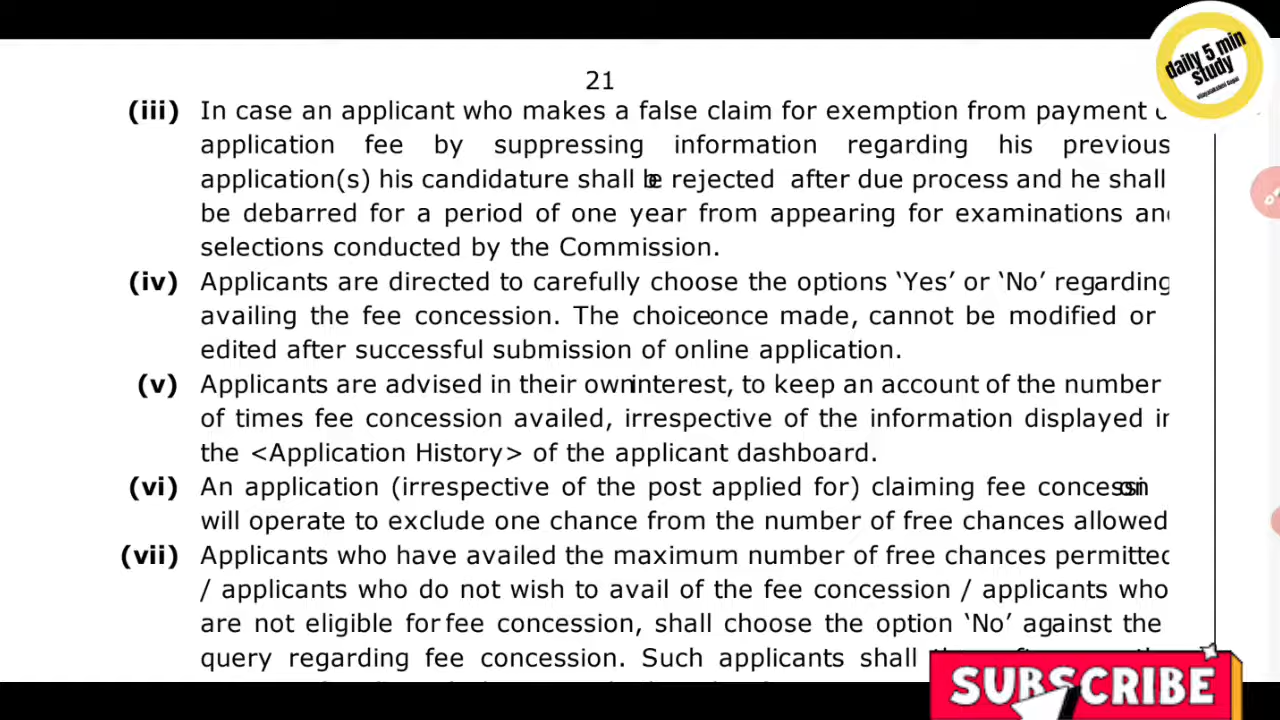 daily 5 min
study
21
(iii) In case an applicant who makes a false claim for exemption from payment
application fee by suppressing information regarding his previous
application(s) his candidature shall be rejected after due process and he shall
be debarred for a period of one year from appearing for examinations and
selections conducted by the Commission.
(iv) Applicants are directed to carefully choose the options ‘Yes’ or ‘No’ regarding
availing the fee concession. The choice once made, cannot be modified or
edited after successful submission of online application.
(v) Applicants are advised in their own interest, to keep an account of the number
of times fee concession availed, irrespective of the information displayed in
the <Application History> of the applicant dashboard.
(vi) An application (irrespective of the post applied for) claiming fee concession
will operate to exclude one chance from the number of free chances allowed
(vii) Applicants who have availed the maximum number of free chances permitted
/ applicants who do not wish to avail of the fee concession / applicants who
are not eligible for fee concession, shall choose the option ‘No’ against the
query regarding fee concession. Such applicants shall
SUBSCRIBE